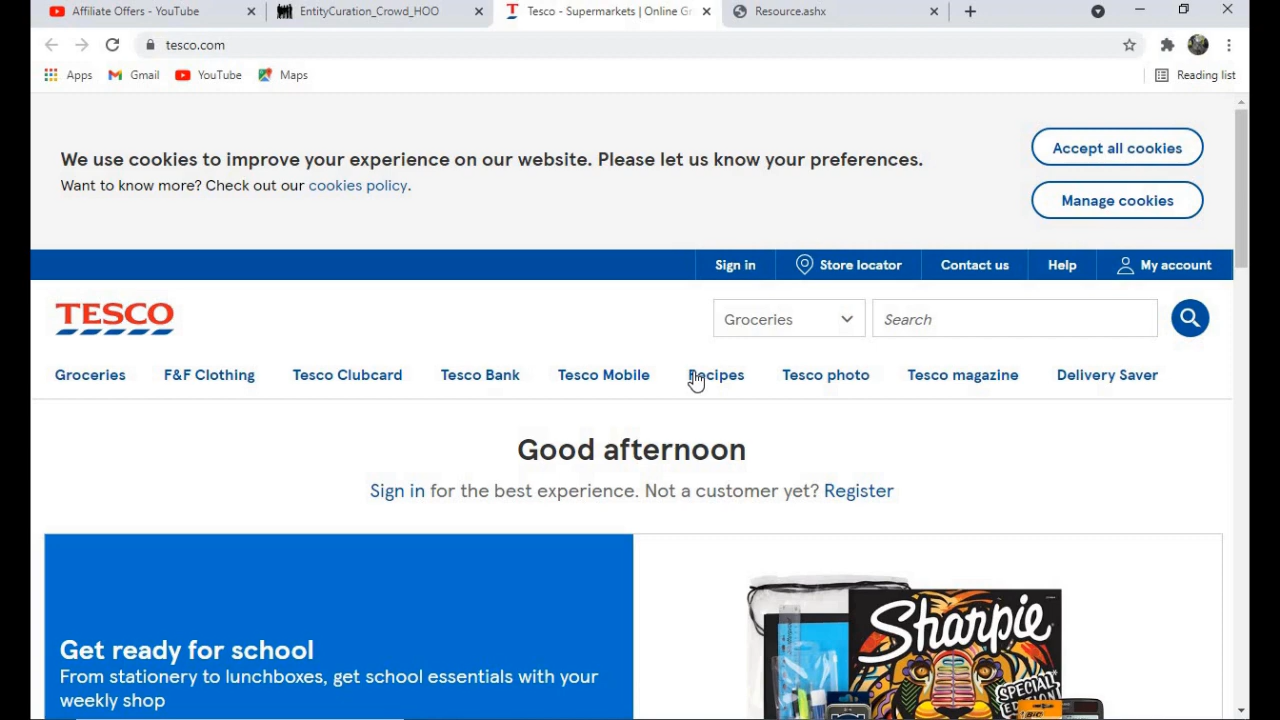 Affiliate Offers - YouTube
EntityCuration_Crowd_HOO
Tesco - Supermarkets | Online Gr
Resource.ashx
tesco.com
Apps
Gmail
YouTube
Maps
Reading list
We use cookies to improve your experience on our website. Please let us know your preferences.
Want to know more? Check out our cookies policy.
Accept all cookies
Manage cookies
Sign in
Store locator
Contact us
Help
My account
TESCO
Groceries
Search
Groceries
F&F Clothing
Tesco Clubcard
Tesco Bank
Tesco Mobile
Recipes
Tesco photo
Tesco magazine
Delivery Saver
Good afternoon
Sign in for the best experience. Not a customer yet? Register
Get ready for school
From stationery to lunchboxes, get school essentials with your
weekly shop
Sharpie
SPECIAL
EDITION